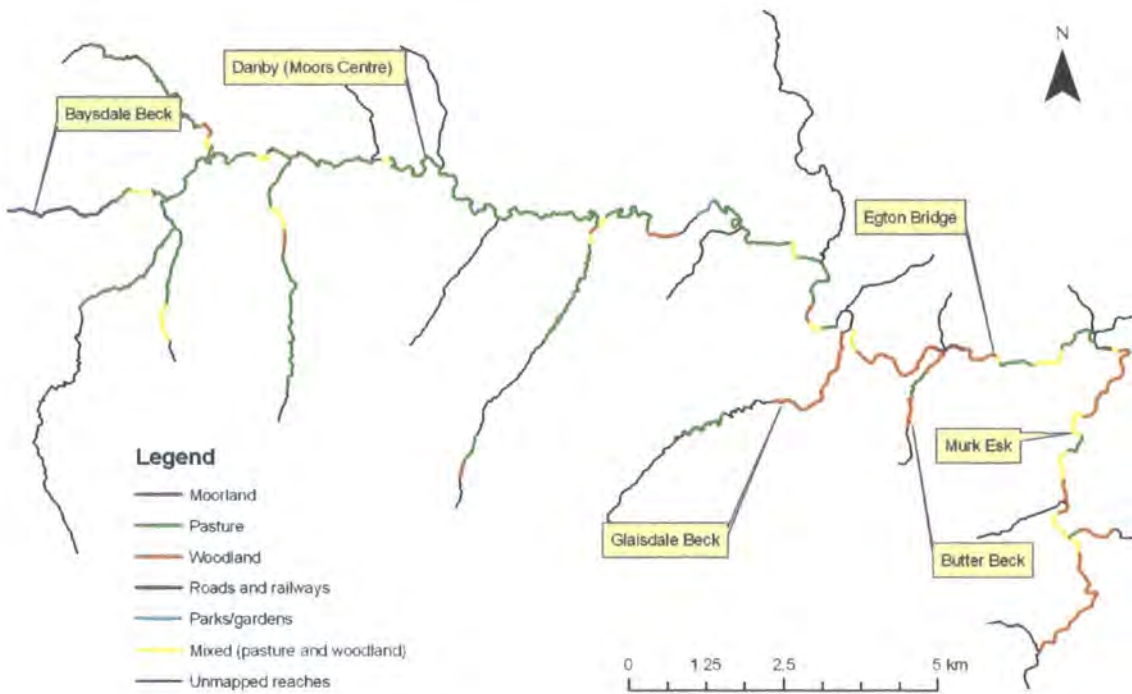 N
Danby (Moors Centre)
Baysdale Beck
Egton Bridge
Murk Esk
Glaisdale Beck
Butter Beck
Legend
Moorland
Pasture
Woodland
Roads and railways
Parks/gardens
Mixed (pasture and woodland)
Unmapped reaches
0 1.25 2.5 5 km